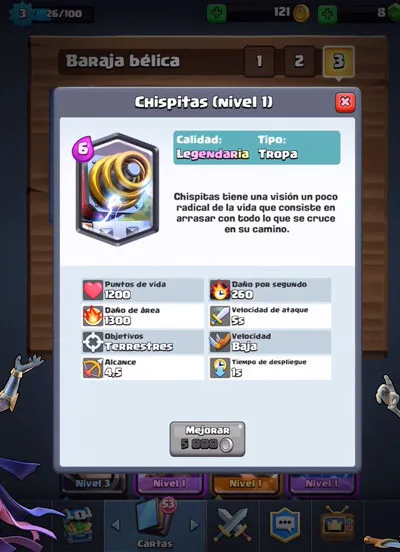 3 26/100 121 8
Baraja bélica 1 2 3
Chispitas (Nivel 1)
6
Calidad: Tipo:
Legendaria Tropa
Chispitas tiene una visión un poco
radical de la vida que consiste en
arrasar con todo lo que se cruce
en su camino.
Puntos de vida Daño por segundo
1200 260
Daño de área Velocidad de ataque
1300 5s
Objetivos Velocidad
Terrestres Baja
Alcance Tiempo de despliegue
4,5 1s
Mejorar
5 000
Nivel 3 Nivel 1 Nivel 1 Nivel 1
53
Cartas